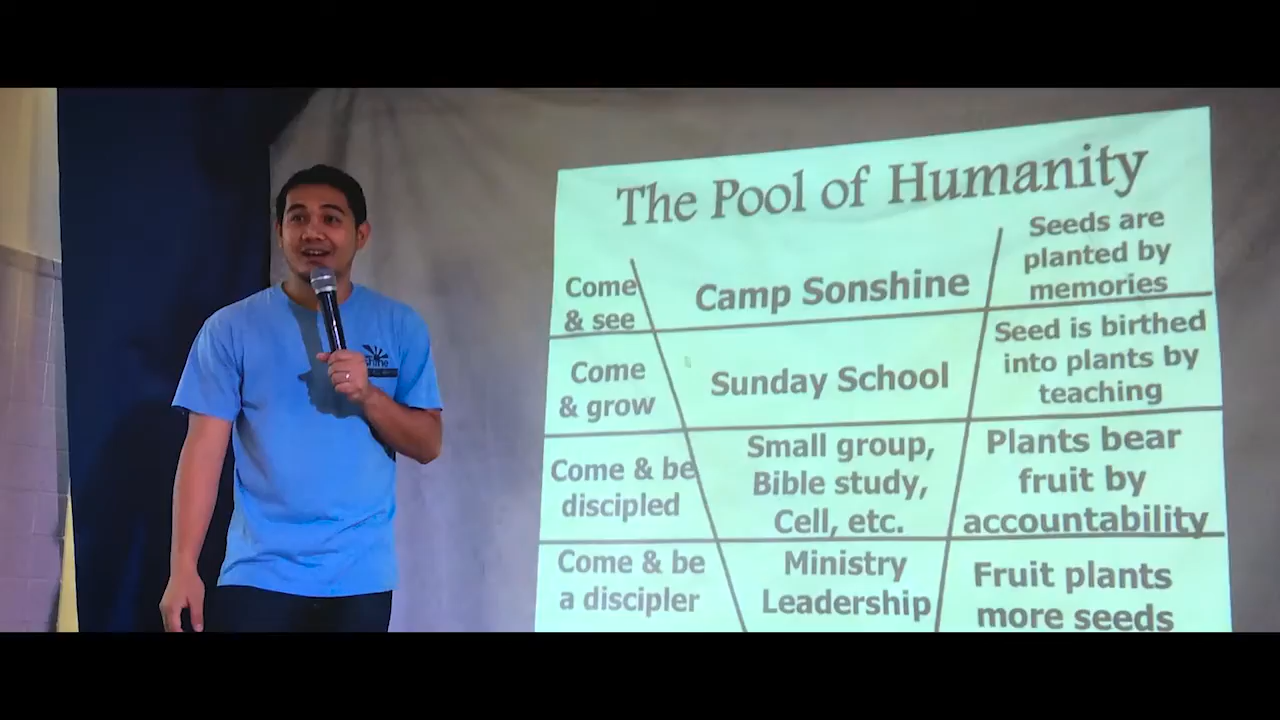 The Pool of Humanity
Come
& see
Camp Sonshine
Seeds are
planted by
memories
Come
& grow
Sunday School
Seed is birthed
into plants by
teaching
Come & be
discipled
Small group,
Bible study,
Cell, etc.
Plants bear
fruit by
accountability
Come & be
a discipler
Ministry
Leadership
Fruit plants
more seeds